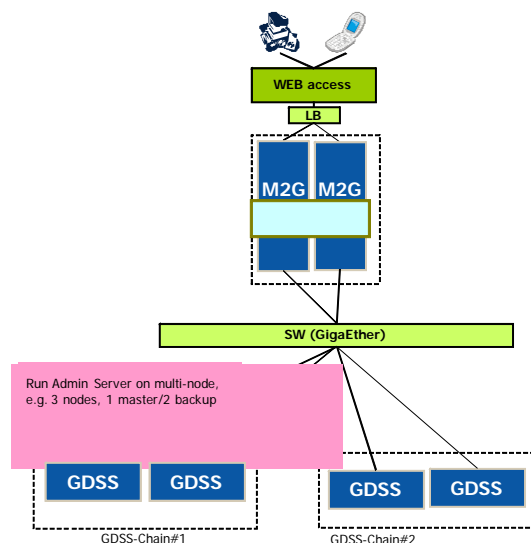 WEB access
LB
M2G M2G
SW (GigaEther)
Run Admin Server on multi-node,
e.g. 3 nodes, 1 master/2 backup
GDSS GDSS
GDSS GDSS
GDSS-Chain#1
GDSS-Chain#2